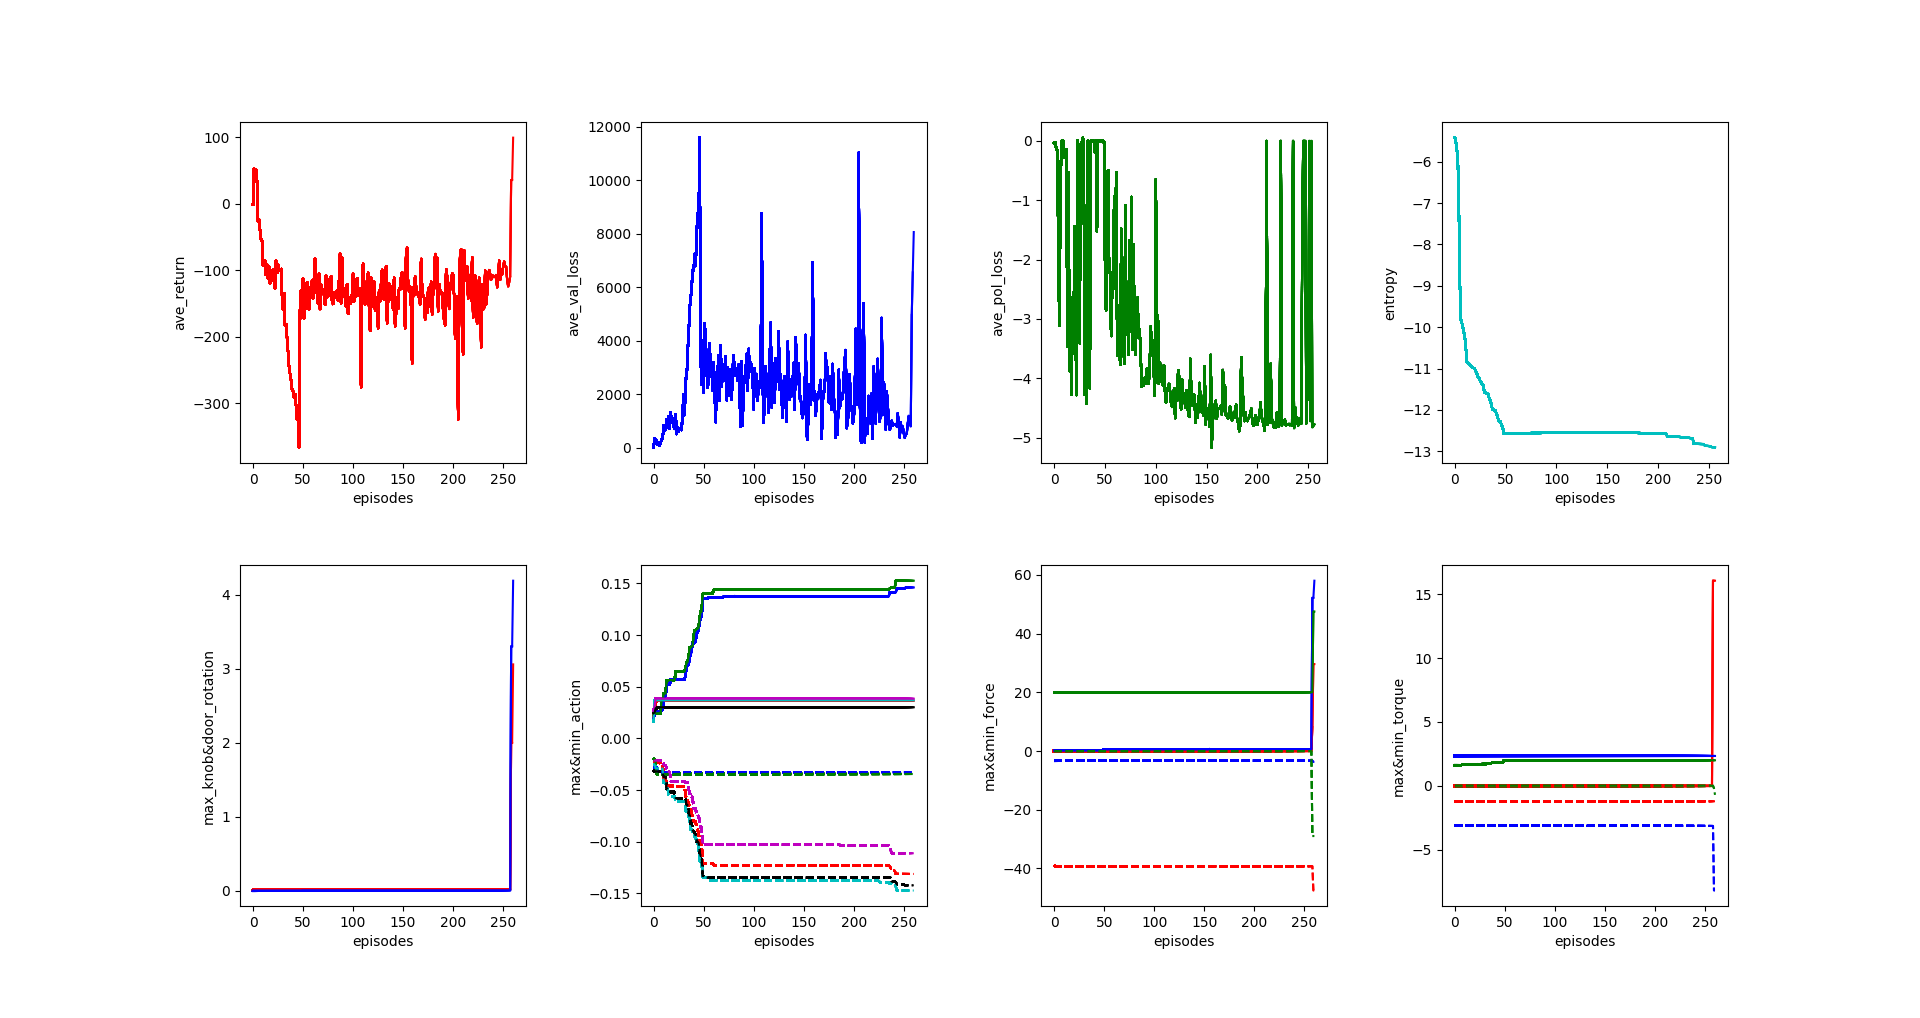 100
0
−100
−200
−300
ave_return
0 50 100 150 200 250
episodes
12000
10000
8000
6000
4000
2000
0
ave_val_loss
0 50 100 150 200 250
episodes
0
−1
−2
−3
−4
−5
ave_pol_loss
0 50 100 150 200 250
episodes
−6
−7
−8
−9
−10
−11
−12
−13
entropy
0 50 100 150 200 250
episodes
4
3
2
1
0
max_knob&door_rotation
0 50 100 150 200 250
episodes
0.15
0.10
0.05
0.00
−0.05
−0.10
−0.15
max&min_action
0 50 100 150 200 250
episodes
60
40
20
0
−20
−40
max&min_force
0 50 100 150 200 250
episodes
15
10
5
0
−5
max&min_torque
0 50 100 150 200 250
episodes